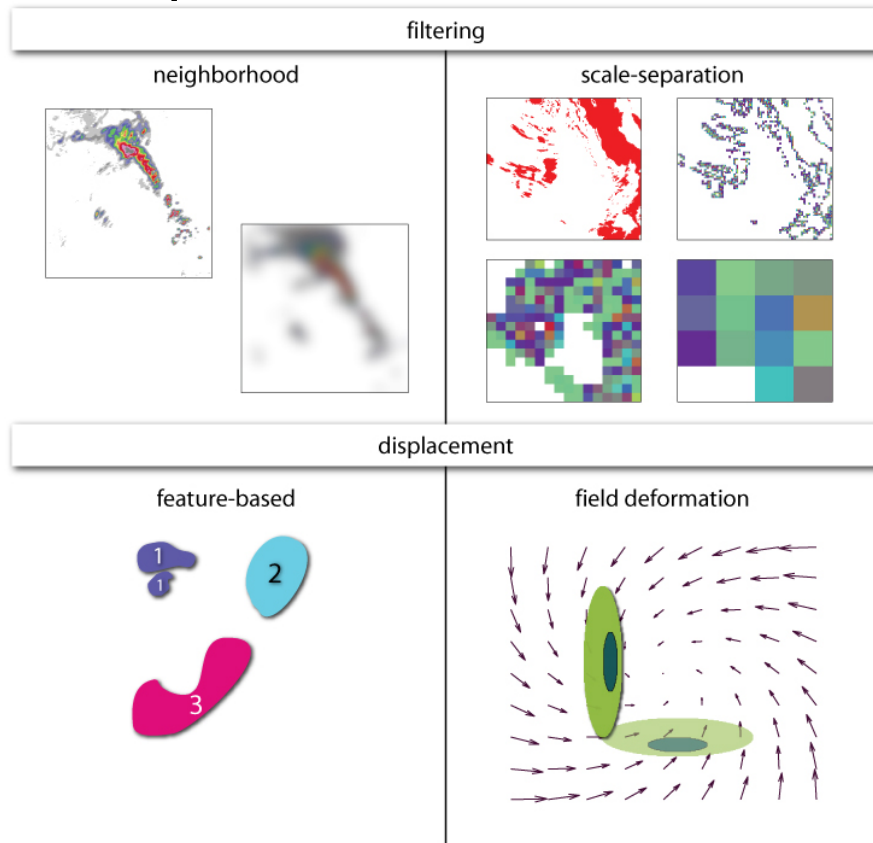 filtering
neighborhood
scale-separation
displacement
feature-based
field deformation
1
1
2
3